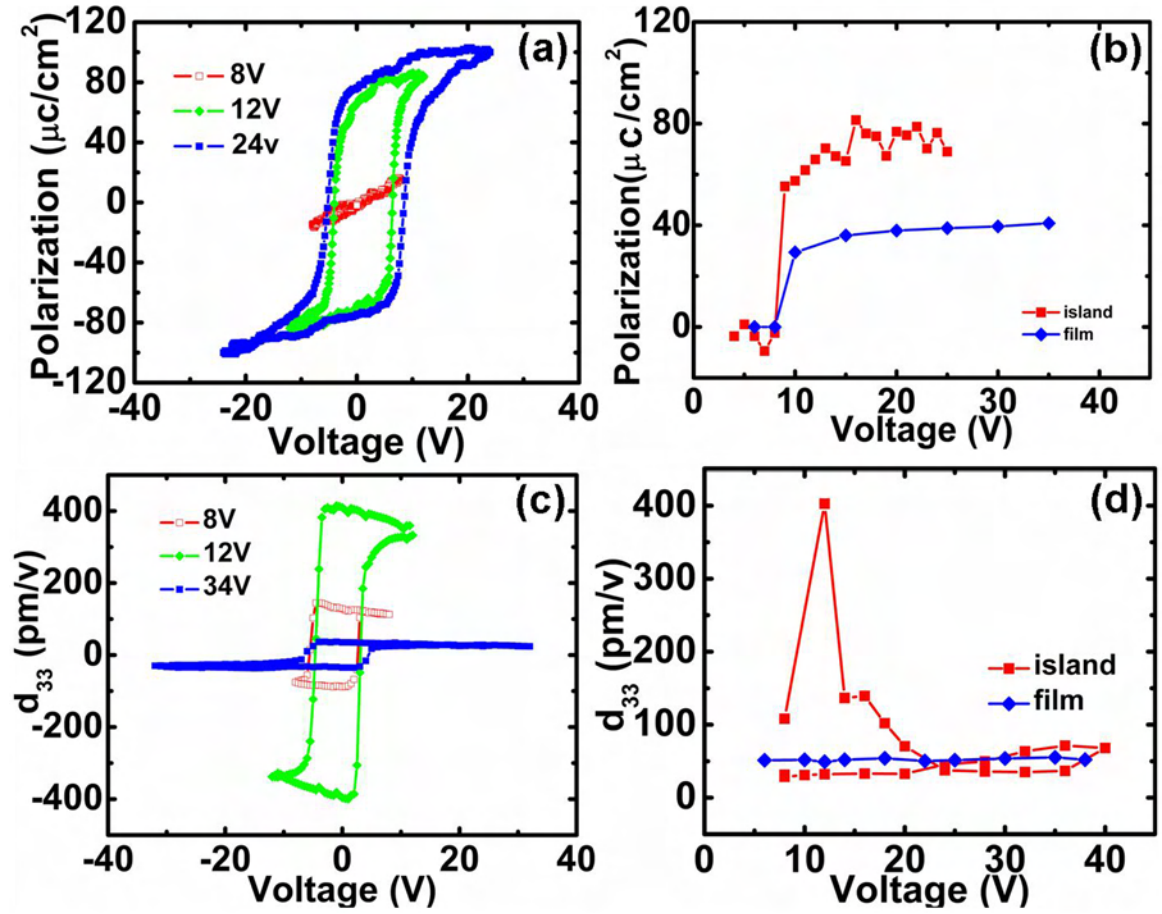 (a)
8V
12V
24v
Polarization (μc/cm²)
120
80
40
0
-40
-80
-120
-40
-20
0
20
40
Voltage (V)
(b)
Polarization(μc/cm²)
120
80
40
0
island
film
0
10
20
30
40
Voltage (V)
(c)
8V
12V
34V
d₃₃ (pm/v)
400
200
0
-200
-400
-40
-20
0
20
40
Voltage (V)
(d)
d₃₃ (pm/v)
400
300
200
100
0
island
film
0
10
20
30
40
Voltage (V)